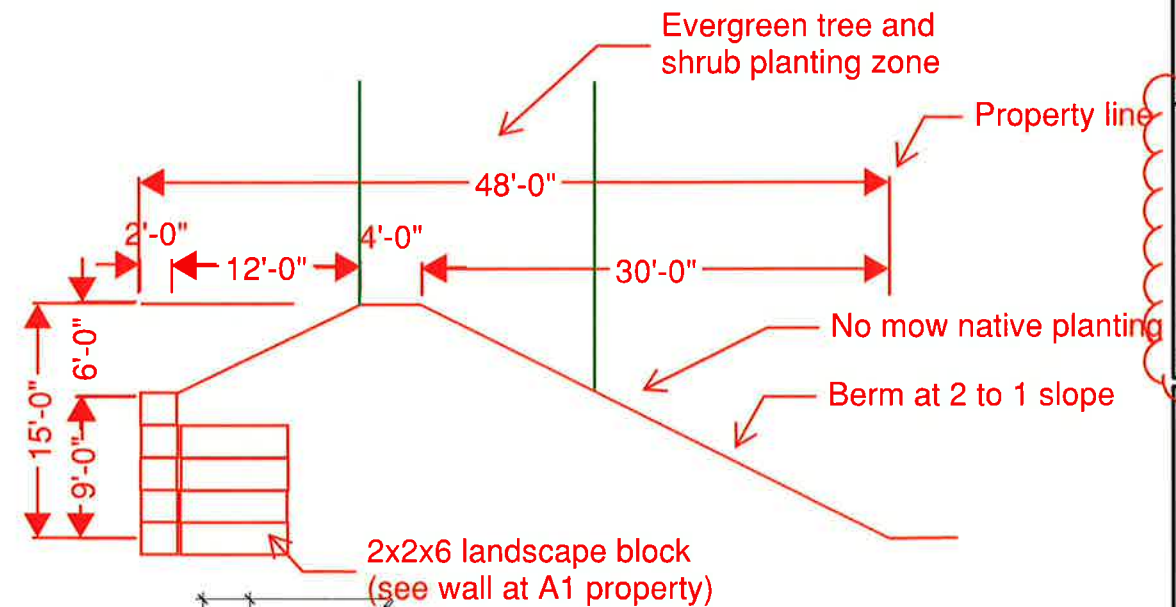 Evergreen tree and
shrub planting zone
Property line
48'-0"
2'-0"
12'-0"
4'-0"
30'-0"
6'-0"
15'-0"
9'-0"
No mow native planting
Berm at 2 to 1 slope
2x2x6 landscape block
(see wall at A1 property)